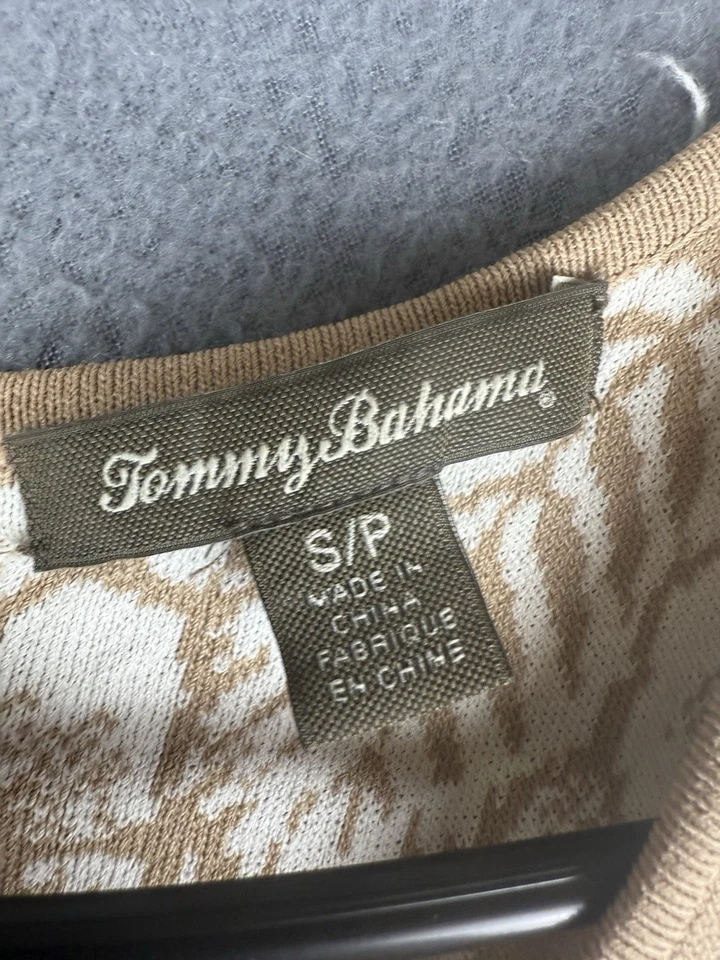 Tommy Bahama®
S/P
MADE IN
CHINA
FABRIQUE
EN CHINE